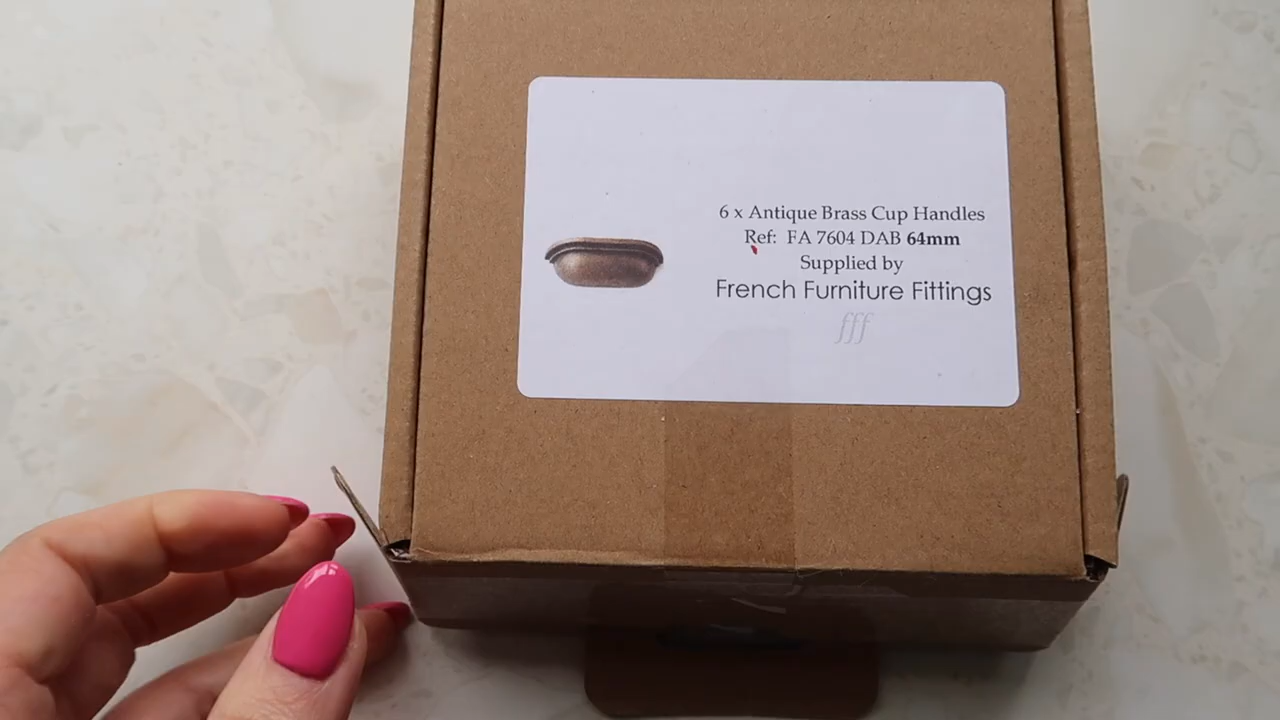 6 x Antique Brass Cup Handles
Ref: FA 7604 DAB 64mm
Supplied by
French Furniture Fittings
fff